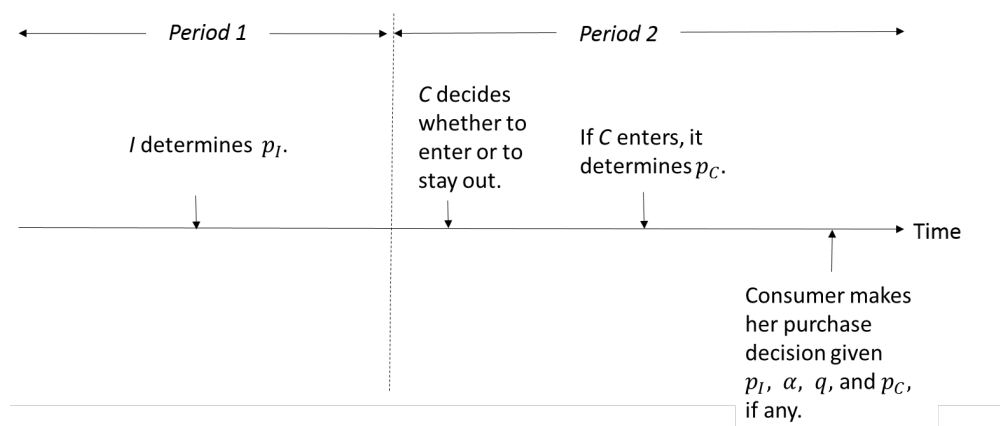 Period 1
Period 2
I determines p_I.
C decides
whether to
enter or to
stay out.
If C enters, it
determines p_C.
Time
Consumer makes
her purchase
decision given
p_I, α, q, and p_C,
if any.